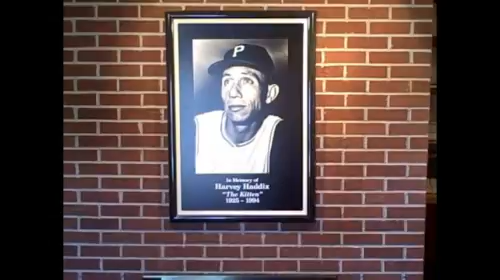 P
In Memory of
Harvey Haddix
"The Kitten"
1925 - 1994